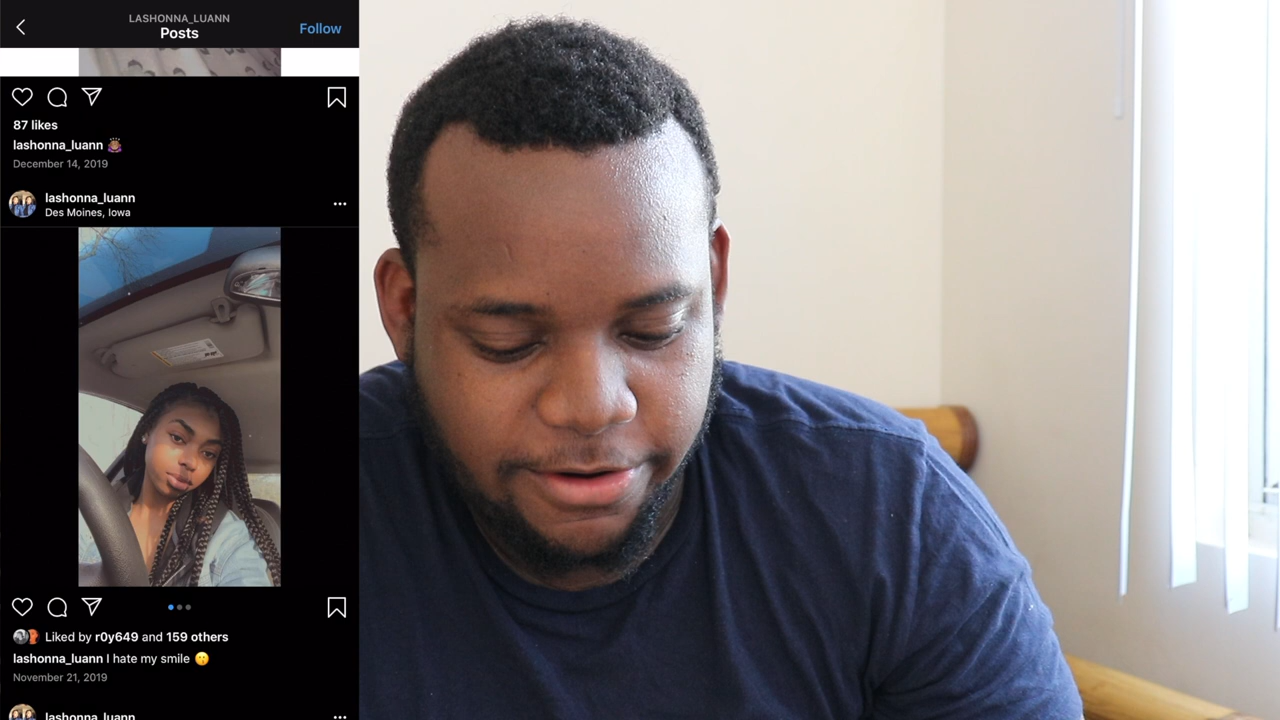 LASHONNA_LUANN
Posts
Follow
87 likes
lashonna_luann
December 14, 2019
lashonna_luann
Des Moines, Iowa
Liked by r0y649 and 159 others
lashonna_luann I hate my smile 🤫
November 21, 2019
lashonna_luann